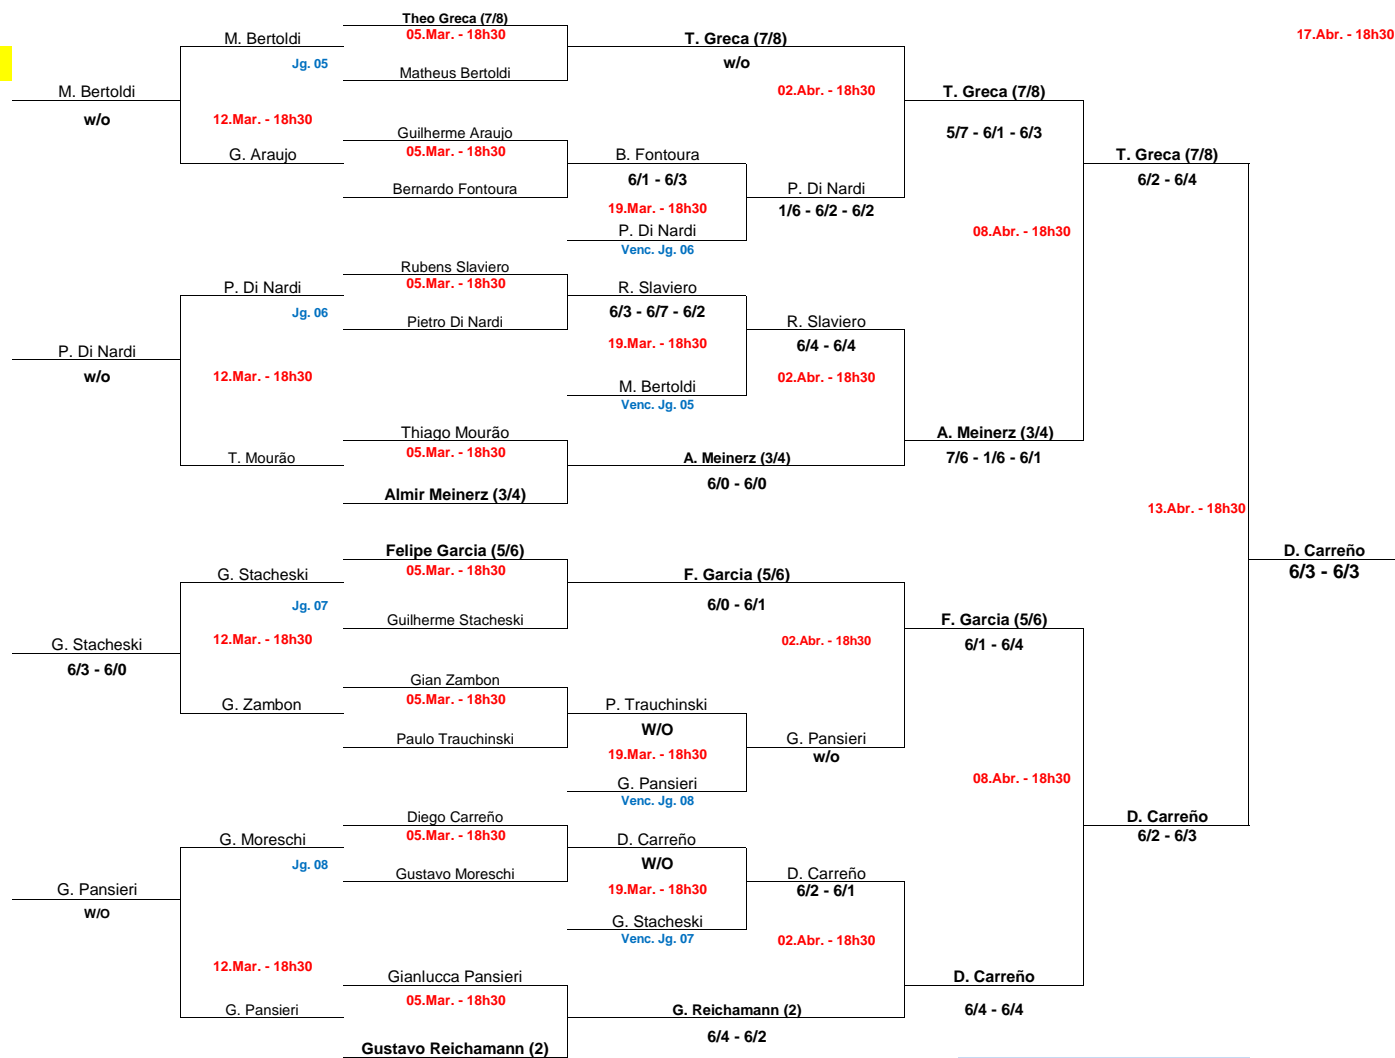 Theo Greca (7/8)
M. Bertoldi
05.Mar. - 18h30
T. Greca (7/8)
17.Abr. - 18h30
Jg. 05
w/o
Matheus Bertoldi
M. Bertoldi
02.Abr. - 18h30
T. Greca (7/8)
w/o
12.Mar. - 18h30
Guilherme Araujo
5/7 - 6/1 - 6/3
G. Araujo
05.Mar. - 18h30
B. Fontoura
T. Greca (7/8)
6/1 - 6/3
6/2 - 6/4
Bernardo Fontoura
P. Di Nardi
19.Mar. - 18h30
1/6 - 6/2 - 6/2
P. Di Nardi
08.Abr. - 18h30
Venc. Jg. 06
Rubens Slaviero
P. Di Nardi
05.Mar. - 18h30
R. Slaviero
Jg. 06
6/3 - 6/7 - 6/2
Pietro Di Nardi
R. Slaviero
P. Di Nardi
19.Mar. - 18h30
6/4 - 6/4
w/o
12.Mar. - 18h30
02.Abr. - 18h30
M. Bertoldi
Venc. Jg. 05
Thiago Mourão
A. Meinerz (3/4)
T. Mourão
05.Mar. - 18h30
A. Meinerz (3/4)
7/6 - 1/6 - 6/1
6/0 - 6/0
Almir Meinerz (3/4)
13.Abr. - 18h30
Felipe Garcia (5/6)
D. Carreño
G. Stacheski
05.Mar. - 18h30
F. Garcia (5/6)
6/3 - 6/3
Jg. 07
6/0 - 6/1
Guilherme Stacheski
F. Garcia (5/6)
G. Stacheski
12.Mar. - 18h30
02.Abr. - 18h30
6/1 - 6/4
6/3 - 6/0
Gian Zambon
G. Zambon
05.Mar. - 18h30
P. Trauchinski
W/O
Paulo Trauchinski
G. Pansieri
19.Mar. - 18h30
w/o
G. Pansieri
08.Abr. - 18h30
Venc. Jg. 08
Diego Carreño
D. Carreño
G. Moreschi
05.Mar. - 18h30
D. Carreño
6/2 - 6/3
Jg. 08
W/O
Gustavo Moreschi
D. Carreño
G. Pansieri
19.Mar. - 18h30
6/2 - 6/1
W/O
G. Stacheski
Venc. Jg. 07
02.Abr. - 18h30
12.Mar. - 18h30
Gianlucca Pansieri
D. Carreño
G. Pansieri
05.Mar. - 18h30
G. Reichamann (2)
6/4 - 6/4
6/4 - 6/2
Gustavo Reichamann (2)